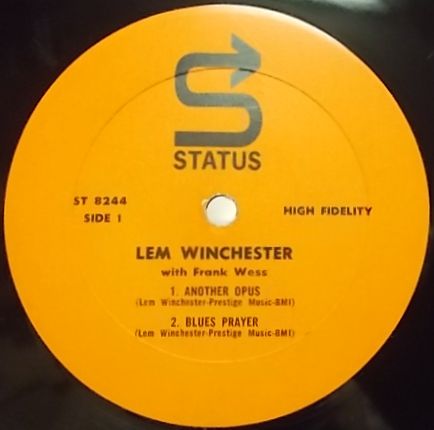 STATUS
ST 8244
SIDE 1
HIGH FIDELITY
LEM WINCHESTER
with Frank Wess
1. ANOTHER OPUS
(Lem Winchester-Prestige Music-BMI)
2. BLUES PRAYER
(Lem Winchester-Prestige Music-BMI)